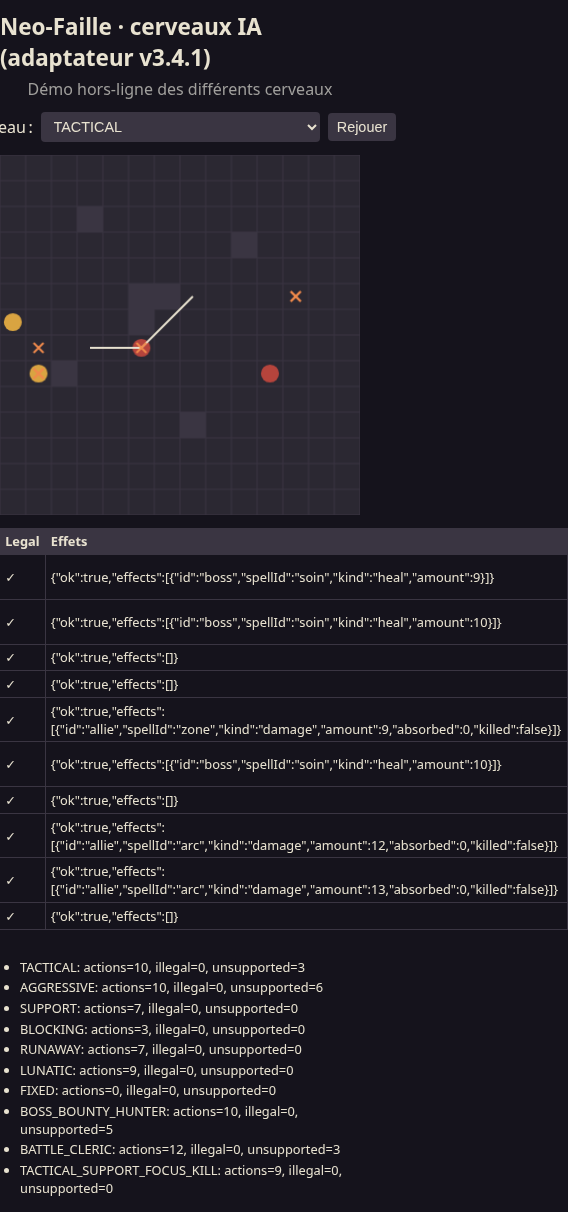 Neo-Faille · cerveaux IA
(adaptateur v3.4.1)
Démo hors-ligne des différents cerveaux
eau : TACTICAL Rejouer
Legal Effets
✓ {"ok":true,"effects":[{"id":"boss","spellId":"soin","kind":"heal","amount":9}]}
✓ {"ok":true,"effects":[{"id":"boss","spellId":"soin","kind":"heal","amount":10}]}
✓ {"ok":true,"effects":[]}
✓ {"ok":true,"effects":[]}
✓ {"ok":true,"effects":
[{"id":"allie","spellId":"zone","kind":"damage","amount":9,"absorbed":0,"killed":false}]}
✓ {"ok":true,"effects":[{"id":"boss","spellId":"soin","kind":"heal","amount":10}]}
✓ {"ok":true,"effects":[]}
✓ {"ok":true,"effects":
[{"id":"allie","spellId":"arc","kind":"damage","amount":12,"absorbed":0,"killed":false}]}
✓ {"ok":true,"effects":
[{"id":"allie","spellId":"arc","kind":"damage","amount":13,"absorbed":0,"killed":false}]}
✓ {"ok":true,"effects":[]}
• TACTICAL: actions=10, illegal=0, unsupported=3
• AGGRESSIVE: actions=10, illegal=0, unsupported=6
• SUPPORT: actions=7, illegal=0, unsupported=0
• BLOCKING: actions=3, illegal=0, unsupported=0
• RUNAWAY: actions=7, illegal=0, unsupported=0
• LUNATIC: actions=9, illegal=0, unsupported=0
• FIXED: actions=0, illegal=0, unsupported=0
• BOSS_BOUNTY_HUNTER: actions=10, illegal=0,
unsupported=5
• BATTLE_CLERIC: actions=12, illegal=0, unsupported=3
• TACTICAL_SUPPORT_FOCUS_KILL: actions=9, illegal=0,
unsupported=0